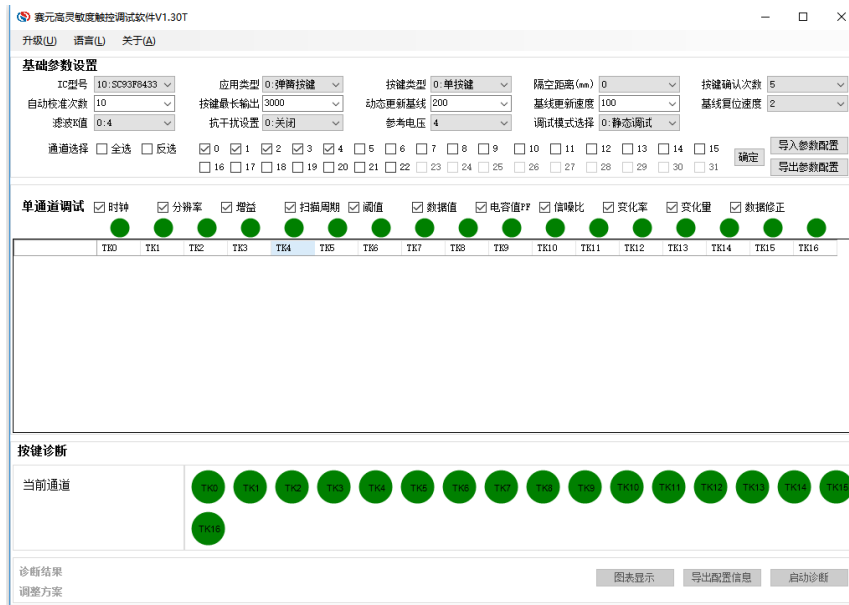 赛元高灵敏度触控调试软件V1.30T
升级(U) 语言(L) 关于(A)
基础参数设置
IC型号 10:SC93F8433 应用类型 0:弹簧按键 按键类型 0:单按键 隔空距离(mm) 0 按键确认次数 5
自动校准次数 10 按键最长输出 3000 动态更新基线 200 基线更新速度 100 基线复位速度 2
滤波K值 0:4 抗干扰设置 0:关闭 参考电压 4 调试模式选择 0:静态调试
通道选择 全选 反选 0 1 2 3 4 5 6 7 8 9 10 11 12 13 14 15 确定 导入参数配置
16 17 18 19 20 21 22 23 24 25 26 27 28 29 30 31 导出参数配置
单通道调试 时钟 分辨率 增益 扫描周期 阈值 数据值 电容值PF 信噪比 变化率 变化量 数据修正
TK0 TK1 TK2 TK3 TK4 TK5 TK6 TK7 TK8 TK9 TK10 TK11 TK12 TK13 TK14 TK15 TK16
按键诊断
当前通道 TK0 TK1 TK2 TK3 TK4 TK5 TK6 TK7 TK8 TK9 TK10 TK11 TK12 TK13 TK14 TK15
TK16
诊断结果 图表显示 导出配置信息 启动诊断
调整方案